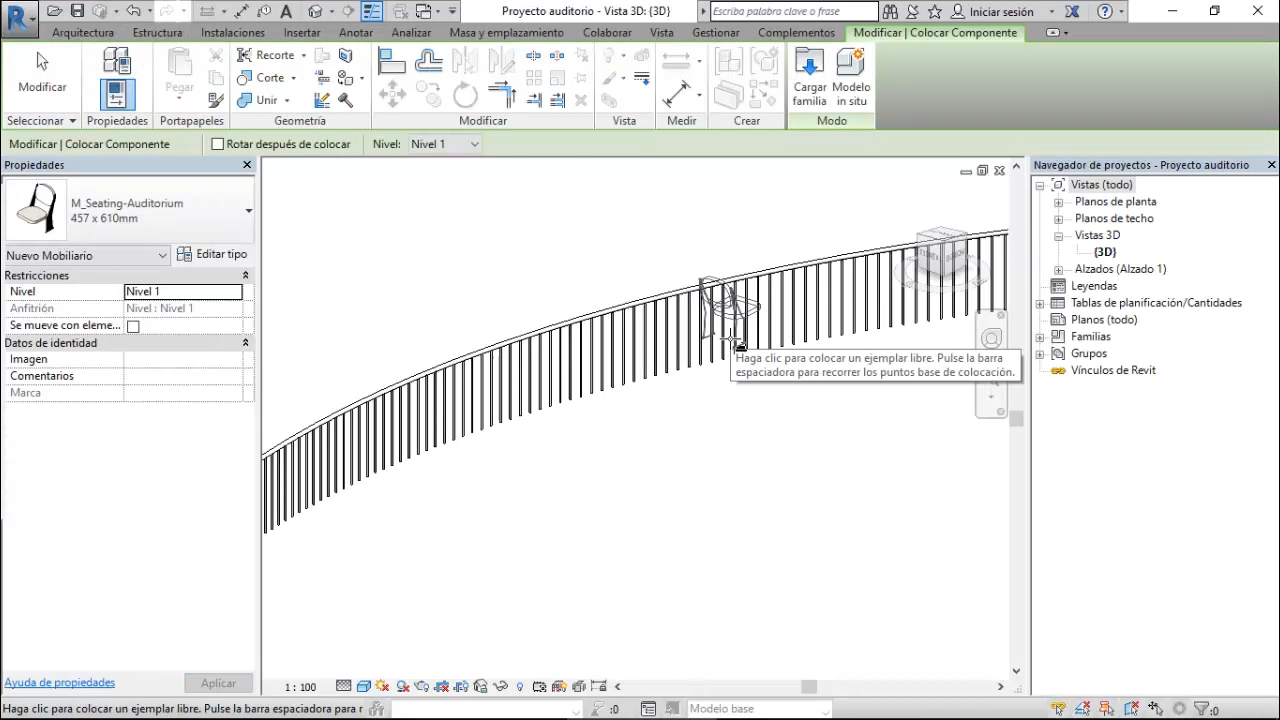 Proyecto auditorio - Vista 3D: {3D}
Escriba palabra clave o frase
Iniciar sesión
Arquitectura
Estructura
Instalaciones
Insertar
Anotar
Analizar
Masa y emplazamiento
Colaborar
Vista
Gestionar
Complementos
Modificar | Colocar Componente
Modificar
Pegar
Recorte
Corte
Unir
Cargar familia
Modelo in situ
Seleccionar
Propiedades
Portapapeles
Geometría
Modificar
Vista
Medir
Crear
Modo
Modificar | Colocar Componente
Rotar después de colocar
Nivel:
Nivel 1
Propiedades
M_Seating-Auditorium
457 x 610mm
Nuevo Mobiliario
Editar tipo
Restricciones
Nivel
Nivel 1
Anfitrión
Nivel : Nivel 1
Se mueve con eleme...
Datos de identidad
Imagen
Comentarios
Marca
Ayuda de propiedades
Aplicar
Haga clic para colocar un ejemplar libre. Pulse la barra
espaciadora para recorrer los puntos base de colocación.
Navegador de proyectos - Proyecto auditorio
Vistas (todo)
Planos de planta
Planos de techo
Vistas 3D
{3D}
Alzados (Alzado 1)
Leyendas
Tablas de planificación/Cantidades
Planos (todo)
Familias
Grupos
Vínculos de Revit
1 : 100
Haga clic para colocar un ejemplar libre. Pulse la barra espaciadora para r
:0
Modelo base
:0